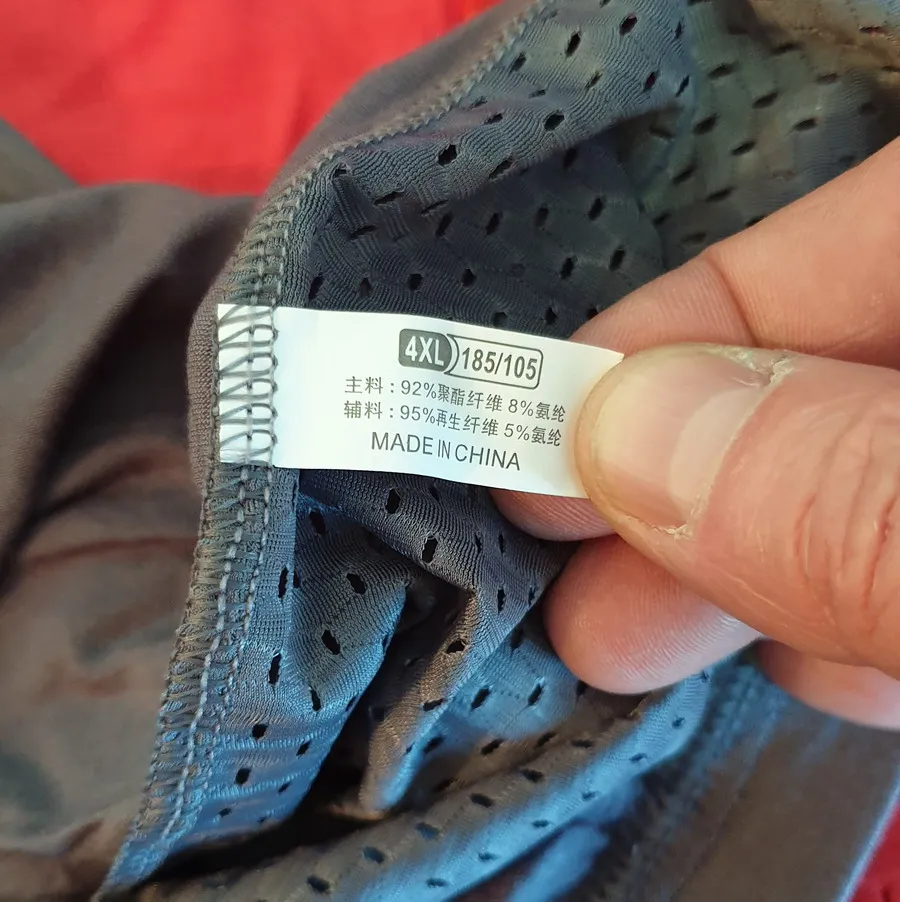 4XL 185/105
主料：92%聚酯纤维 8%氨纶
辅料：95%再生纤维 5%氨纶
MADE IN CHINA